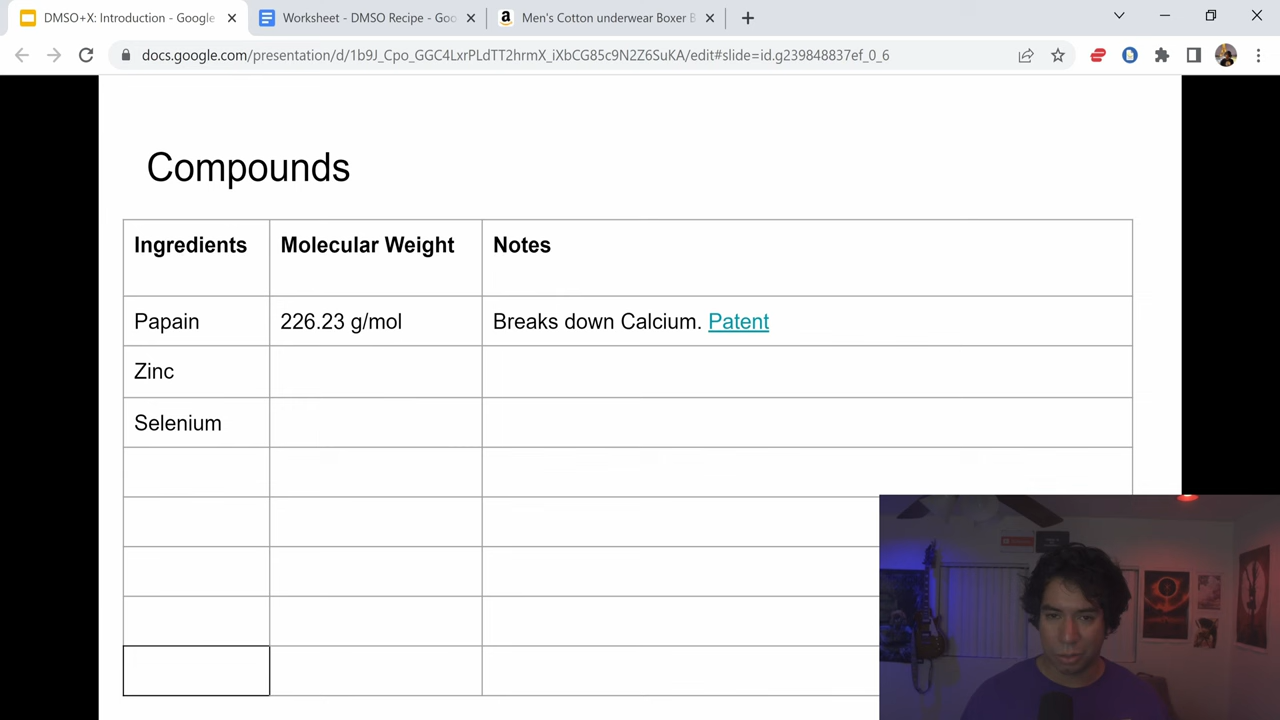 DMSO+X: Introduction - Google
Worksheet - DMSO Recipe - Goo
Men's Cotton underwear Boxer B
docs.google.com/presentation/d/1b9J_Cpo_GGC4LxrPLdTT2hrmX_iXbCG85c9N2Z6SuKA/edit#slide=id.g239848837ef_0_6
Compounds
Ingredients Molecular Weight Notes
Papain 226.23 g/mol Breaks down Calcium. Patent
Zinc
Selenium